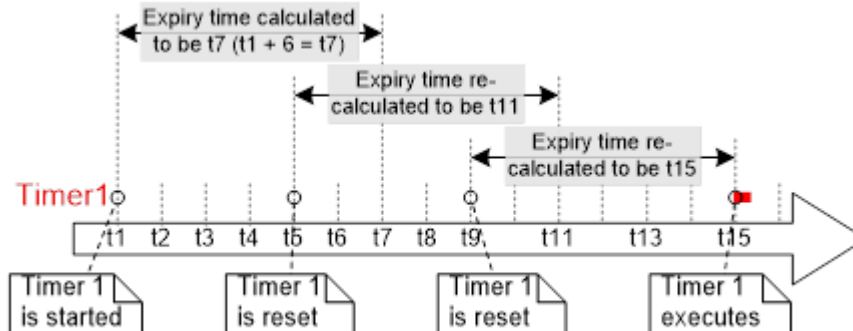 Expiry time calculated
to be t7 (t1 + 6 = t7)
Expiry time re-
calculated to be t11
Expiry time re-
calculated to be t15
Timer1
t1 t2 t3 t4 t5 t6 t7 t8 t9 t11 t13 t15
Timer 1
is started
Timer 1
is reset
Timer 1
is reset
Timer 1
executes